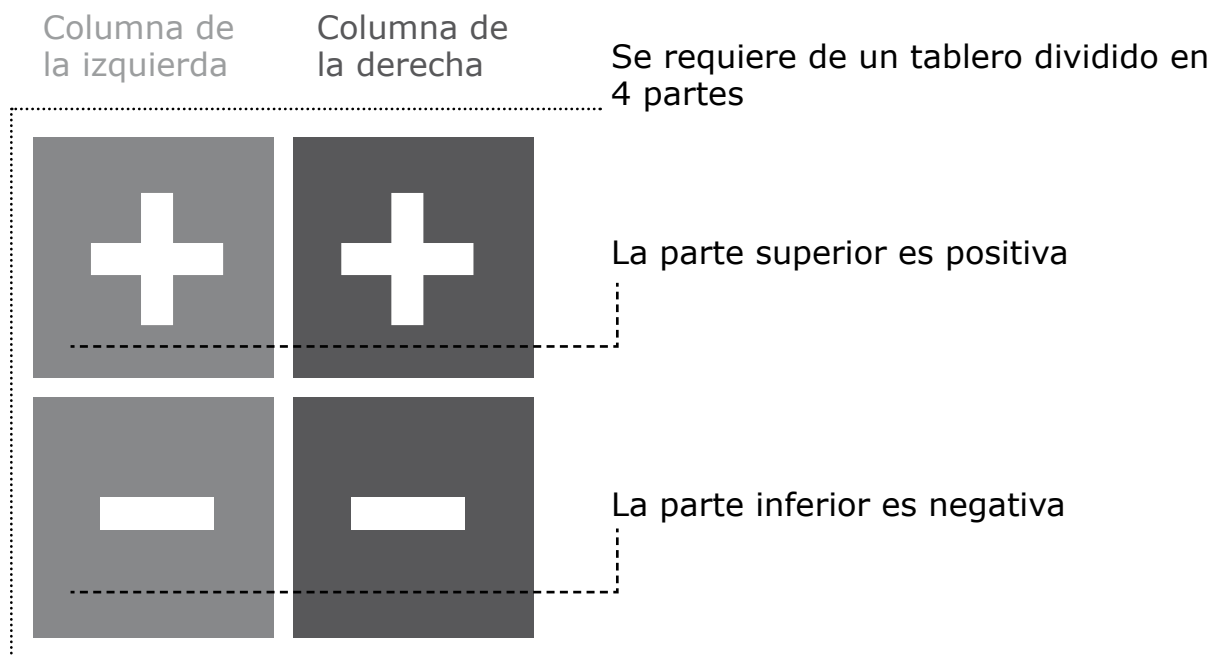 Columna de
la izquierda
Columna de
la derecha
Se requiere de un tablero dividido en
4 partes
La parte superior es positiva
La parte inferior es negativa